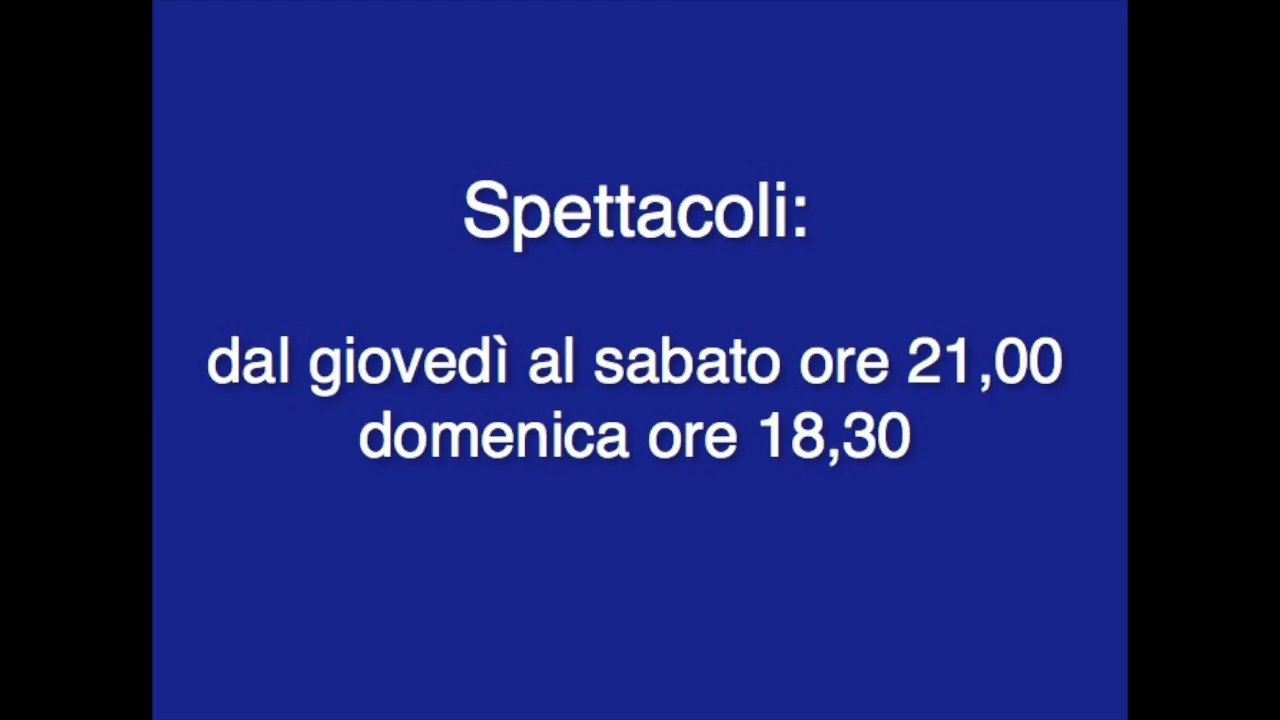 Spettacoli:
dal giovedì al sabato ore 21,00
domenica ore 18,30